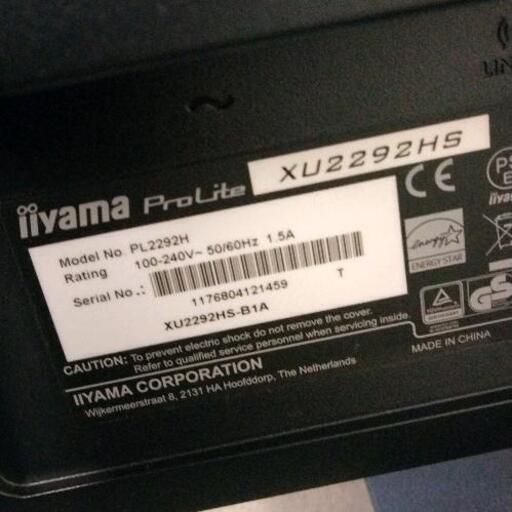 iiyama ProLite
XU2292HS
Model No. PL2292H
Rating 100-240V~ 50/60Hz 1.5A
Serial No.:
1176804121459 T
XU2292HS-B1A
CAUTION: To prevent electric shock do not remove the cover.
Refer to qualified service personnel when servicing inside.
IIYAMA CORPORATION
Wijkermeerstraat 8, 2131 HA Hoofddorp, The Netherlands
CE
energy
ENERGY STAR
GS
MADE IN CHINA